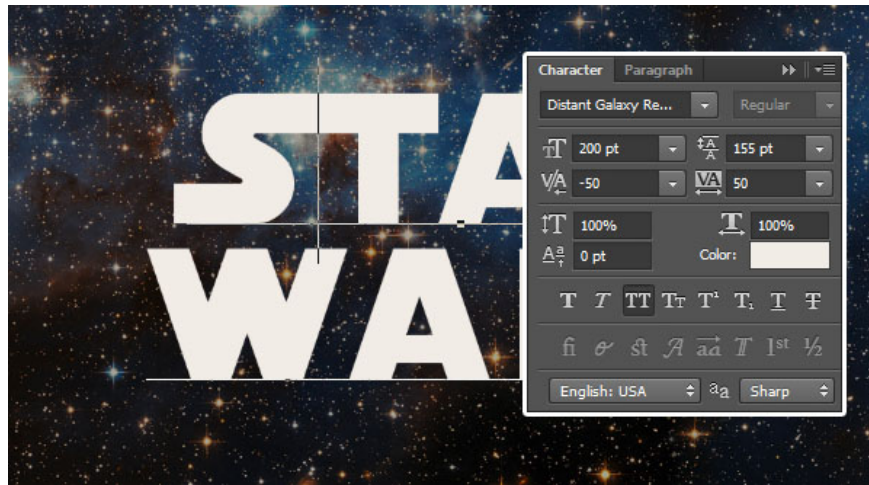 STA
WA
Character Paragraph
Distant Galaxy Re... Regular
200 pt 155 pt
-50 50
100% 100%
0 pt Color:
T T TT Tт T¹ T₁ T T
fi st A aa T 1st ½
English: USA aa Sharp